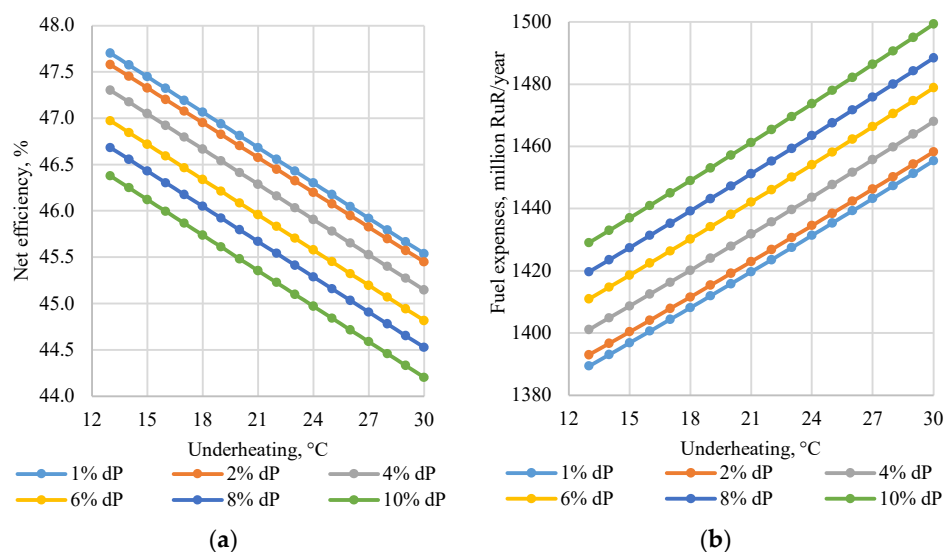 48.0
47.5
47.0
46.5
46.0
45.5
45.0
44.5
44.0
Net efficiency, %
12 15 18 21 24 27 30
Underheating, °C
1% dP 2% dP 4% dP
6% dP 8% dP 10% dP
(a)
1500
1480
1460
1440
1420
1400
1380
Fuel expenses, million RuR/year
12 15 18 21 24 27 30
Underheating, °C
1% dP 2% dP 4% dP
6% dP 8% dP 10% dP
(b)